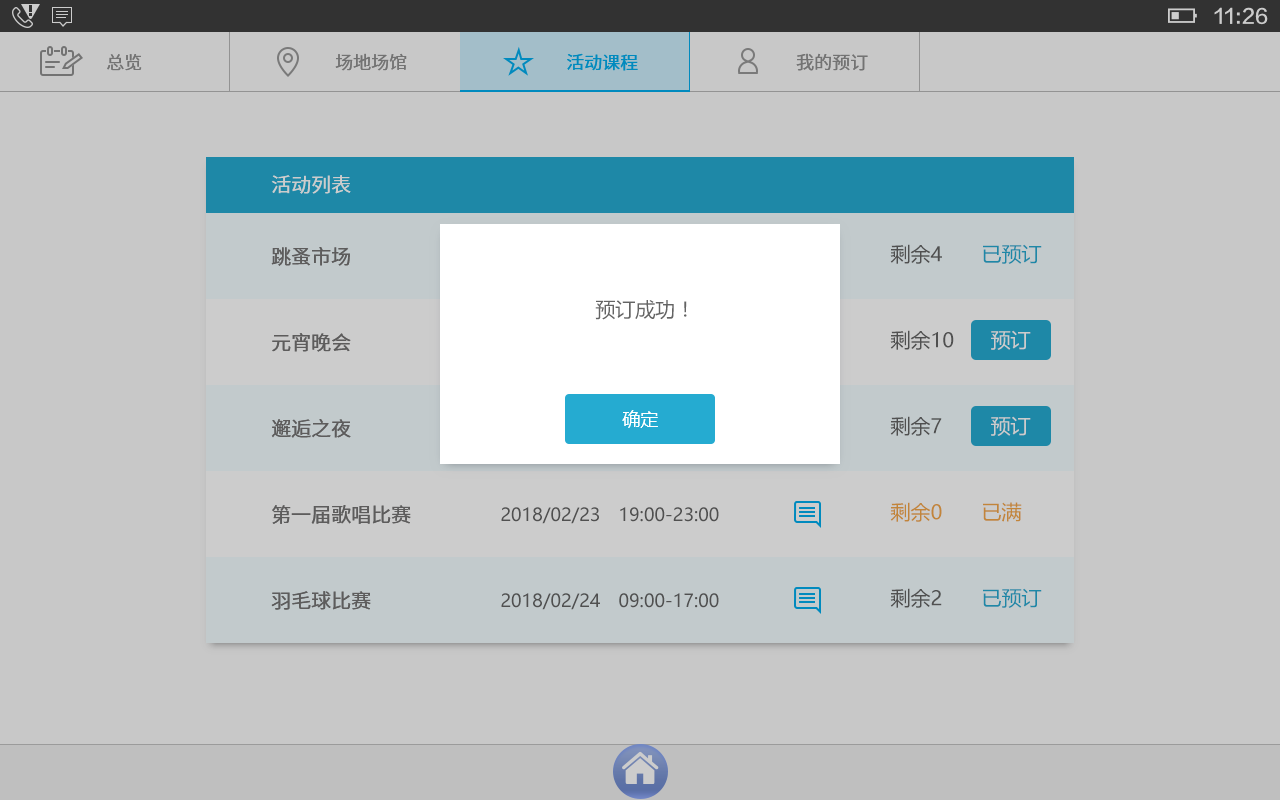 11:26
总览 场地场馆 活动课程 我的预订
活动列表
跳蚤市场 剩余4 已预订
预订成功！
元宵晚会 剩余10 预订
确定
邂逅之夜 剩余7 预订
第一届歌唱比赛 2018/02/23 19:00-23:00 剩余0 已满
羽毛球比赛 2018/02/24 09:00-17:00 剩余2 已预订